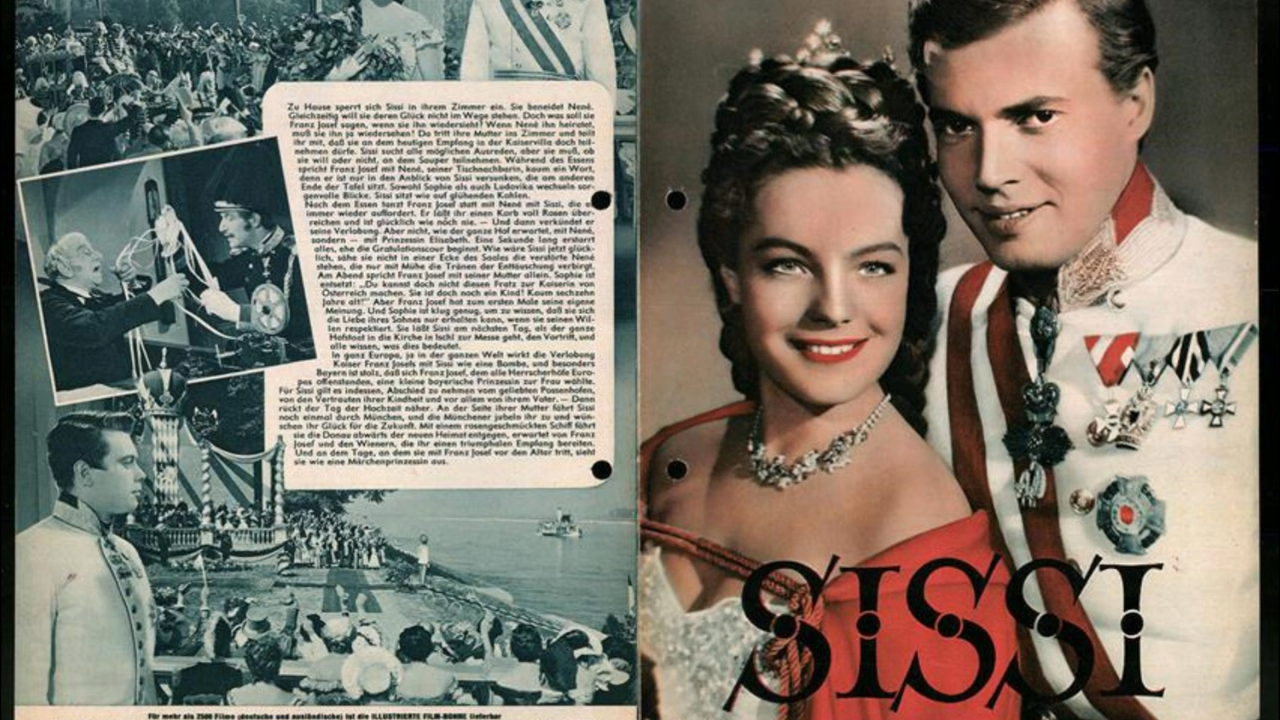 Zu Hause sperrt sich Sissi in ihrem Zimmer ein. Sie beneidet Nené.
Gleichzeitig will sie deren Glück nicht im Wege stehen. Doch was soll sie
Franz Josef sagen, wenn sie ihn wiedersieht? Wenn Nené ihn heiratet,
muß sie ihn ja wiedersehen! Da tritt ihre Mutter ins Zimmer und teilt
ihr mit, daß sie an dem heutigen Empfang in der Kaiservilla doch teil-
nehmen dürfe. Sissi sucht alle möglichen Ausreden, aber sie muß, ob
sie will oder nicht, an dem Souper teilnehmen. Während des Essens
spricht Franz Josef mit Nené, seiner Tischnachbarin, kaum ein Wort,
denn er ist nur in den Anblick von Sissi versunken, die am anderen
Ende der Tafel sitzt. Sowohl Sophie als auch Ludovika wechseln sor-
genvolle Blicke. Sissi sitzt wie auf glühenden Kohlen.
Nach dem Essen tanzt Franz Josef statt mit Nené mit Sissi, die er
immer wieder auffordert. Er läßt ihr einen Korb voll Rosen über-
reichen und ist glücklich wie noch nie. — Und dann verkündet er
seine Verlobung. Aber nicht, wie der ganze Hof erwartet, mit Nené,
sondern — mit Prinzessin Elisabeth. Eine Sekunde lang erstarrt
alles, ehe die Gratulationscour beginnt. Wie wäre Sissi jetzt glück-
lich, sähe sie nicht in einer Ecke des Saales die verstörte Nené
stehen, die nur mit Mühe die Tränen der Enttäuschung verbirgt.
Am Abend spricht Franz Josef mit seiner Mutter allein. Sophie ist
entsetzt: „Du kannst doch nicht diesen Fratz zur Kaiserin von
Österreich machen. Sie ist doch noch ein Kind! Kaum sechzehn
Jahre alt!" Aber Franz Josef hat zum ersten Male seine eigene
Meinung. Und Sophie ist klug genug, um zu wissen, daß sie sich
die Liebe ihres Sohnes nur erhalten kann, wenn sie seinen Wil-
len respektiert. Sie läßt Sissi am nächsten Tag, als der ganze
Hofstaat in die Kirche in Ischl zur Messe geht, den Vortritt, und
alle wissen, was dies bedeutet.
In ganz Europa, ja in der ganzen Welt wirkt die Verlobung
Kaiser Franz Josefs mit Sissi wie eine Bombe, und besonders
Bayern ist stolz, daß sich Franz Josef, dem alle Herrscherhöfe Euro-
pas offenstanden, eine kleine bayerische Prinzessin zur Frau wählte.
Für Sissi gilt es indessen, Abschied zu nehmen vom geliebten Possenhofen,
von den Vertrauten ihrer Kindheit und vor allem von ihrem Vater. — Dann
rückt der Tag der Hochzeit näher. An der Seite ihrer Mutter fährt Sissi
noch einmal durch München, und die Münchener jubeln ihr zu und wün-
schen ihr Glück für die Zukunft. Mit einem rosengeschmückten Schiff fährt
sie die Donau abwärts der neuen Heimat entgegen, erwartet von Franz
Josef und den Wienern, die ihr einen triumphalen Empfang bereiten.
Und an dem Tage, an dem sie mit Franz Josef vor den Altar tritt, sieht
sie wie eine Märchenprinzessin aus.
Für mehr als 2500 Filme (deutsche und ausländische) ist die ILLUSTRIERTE FILM-BÜHNE lieferbar
SISSI